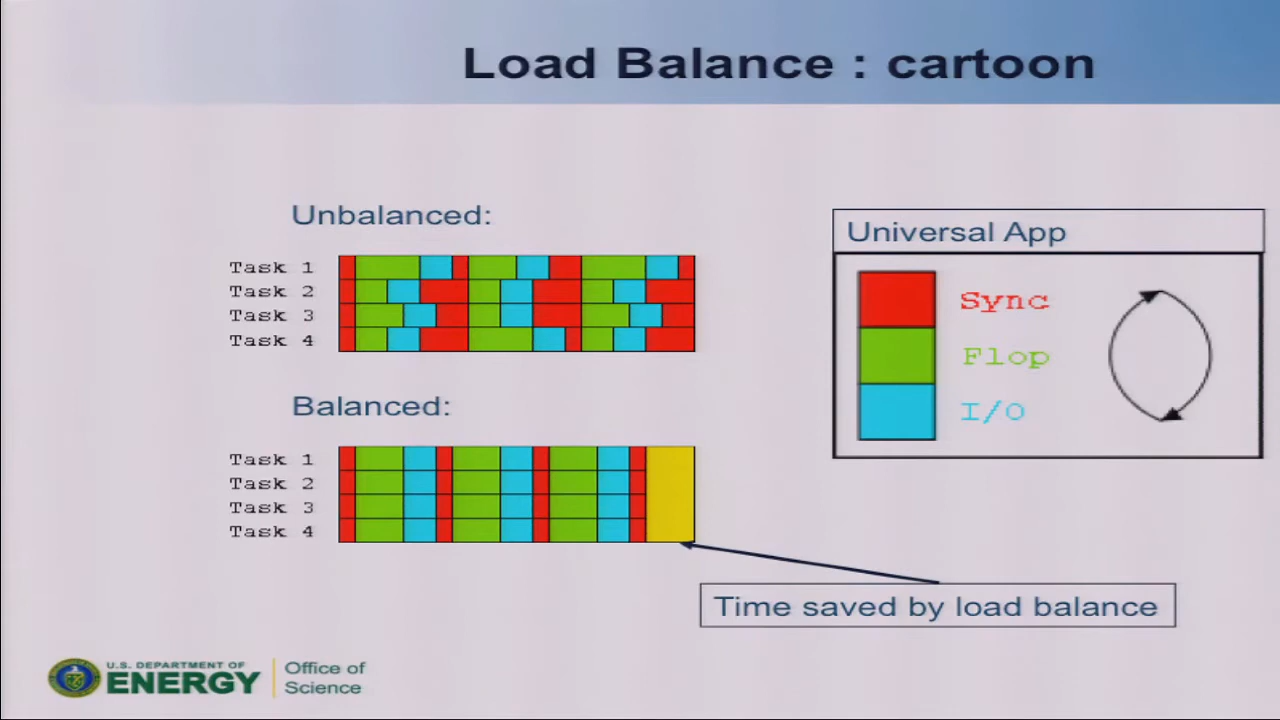 Load Balance : cartoon
Unbalanced:
Task 1
Task 2
Task 3
Task 4
Balanced:
Task 1
Task 2
Task 3
Task 4
Universal App
Sync
Flop
I/O
Time saved by load balance
U.S. DEPARTMENT OF
ENERGY
Office of
Science